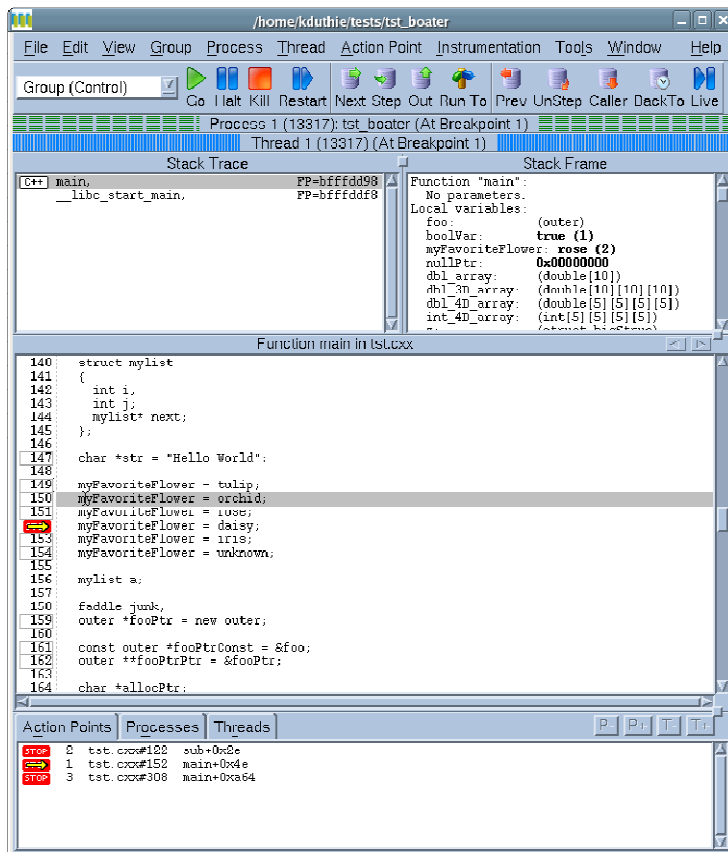 /home/kduthie/tests/tst_boater
File Edit View Group Process Thread Action Point Instrumentation Tools Window Help
Group (Control)
Go Halt Kill Restart Next Step Out Run To Prev UnStep Caller BackTo Live
Process 1 (13317): tst_boater (At Breakpoint 1)
Thread 1 (13317) (At Breakpoint 1)
Stack Trace
C++ main, FP=bfffdd98
__libc_start_main, FP=bfffddf8
Stack Frame
Function "main":
No parameters.
Local variables:
foo: (outer)
boolVar: true (1)
myFavoriteFlower: rose (2)
nullPtr: 0x00000000
dbl_array: (double[10])
dbl_3D_array: (double[10][10][10])
dbl_4D_array: (double[5][5][5][5])
int_4D_array: (int[5][5][5][5])
Function main in tst.cxx
140 struct mylist
141 {
142 int i,
143 int j;
144 mylist* next;
145 };
146
147 char *str = "Hello World";
148
149 myFavoriteFlower = tulip;
150 myFavoriteFlower = orchid;
151 myFavoriteFlower = rose;
myFavoriteFlower = daisy;
153 myFavoriteFlower = iris;
154 myFavoriteFlower = unknown;
155
156 mylist a;
157
158 faddle junk,
159 outer *fooPtr = new outer;
160
161 const outer *fooPtrConst = &foo;
162 outer **fooPtrPtr = &fooPtr;
163
164 char *allocPtr;
Action Points Processes Threads P- P+ T- T+
STOP 2 tst.cxx#122 sub+0x2e
1 tst.cxx#152 main+0x4e
STOP 3 tst.cxx#308 main+0xa64